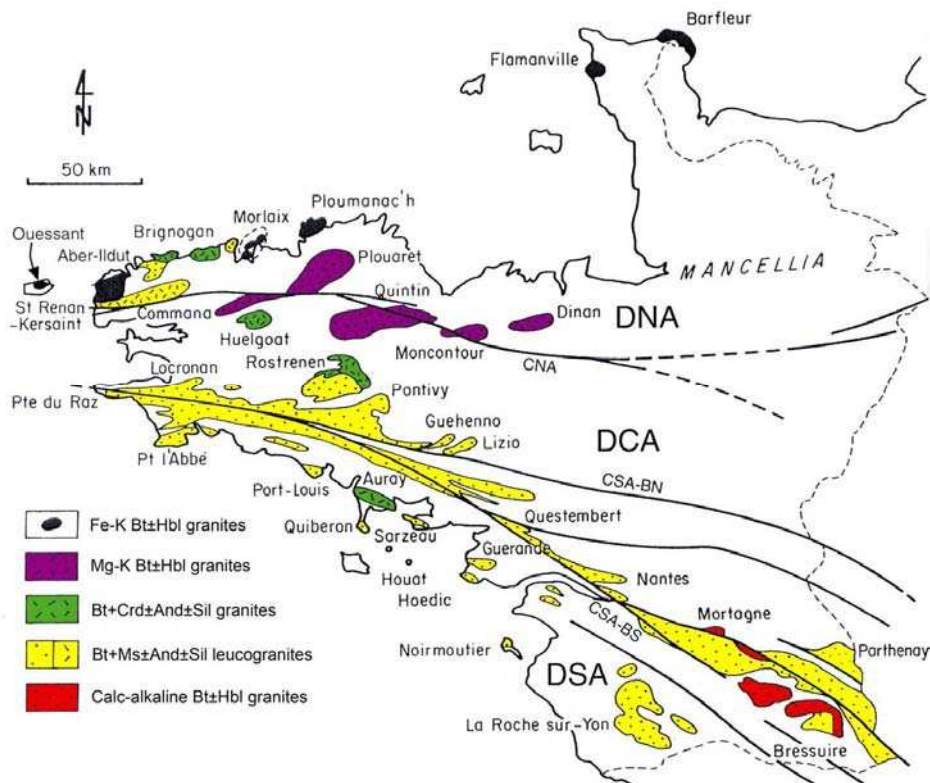 Barfleur
Flamanville
N
50 km
Ploumanac'h
Morlaix
Brignogan
Ouessant
Aber-Ildut
Plouaret
MANCELLIA
Quintin
St Renan
-Kersaint
Commana
Dinan
DNA
Huelgoat
Moncontour
Rostrenen
CNA
Locronan
Pontivy
Pte du Raz
Guehenno
Lizio
DCA
Pt l'Abbé
CSA-BN
Port-Louis
Auray
Questembert
Quiberon
Sarzeau
Guerande
Houat
Nantes
Hoedic
Mortagne
CSA-BS
Parthenay
Noirmoutier
DSA
La Roche sur-Yon
Bressuire
Fe-K Bt±Hbl granites
Mg-K Bt±Hbl granites
Bt+Crd±And±Sil granites
Bt+Ms±And±Sil leucogranites
Calc-alkaline Bt±Hbl granites